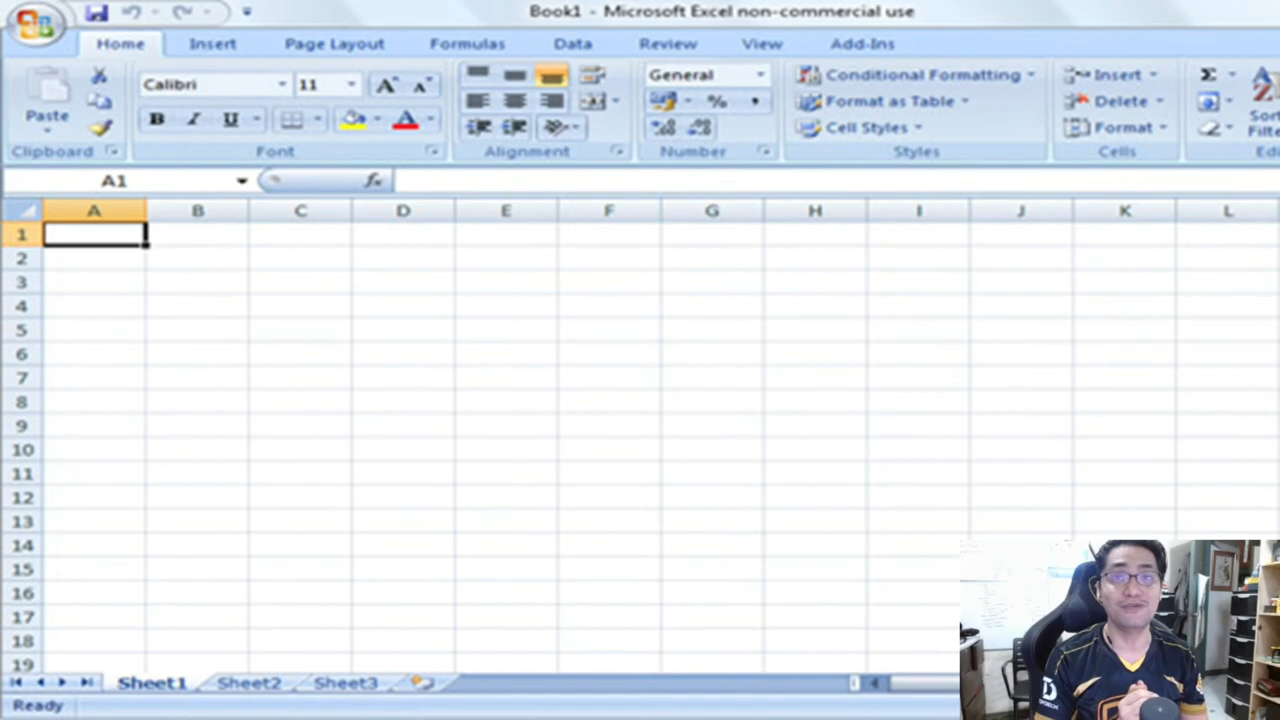 Book1 - Microsoft Excel non-commercial use
Home Insert Page Layout Formulas Data Review View Add-Ins
Calibri 11 General Conditional Formatting Insert Σ
Paste Format as Table Delete Sort
B I U A % , Cell Styles Format Filte
Clipboard Font Alignment Number Styles Cells Edi
A1 fx
A B C D E F G H I J K L
1
2
3
4
5
6
7
8
9
10
11
12
13
14
15
16
17
18
19
Sheet1 Sheet2 Sheet3
Ready